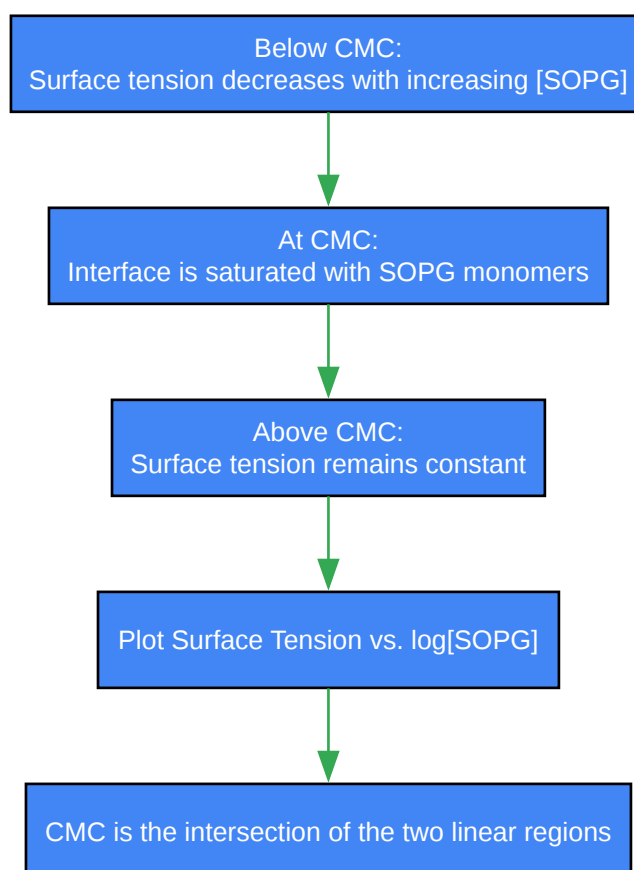 Below CMC:
Surface tension decreases with increasing [SOPG]
At CMC:
Interface is saturated with SOPG monomers
Above CMC:
Surface tension remains constant
Plot Surface Tension vs. log[SOPG]
CMC is the intersection of the two linear regions